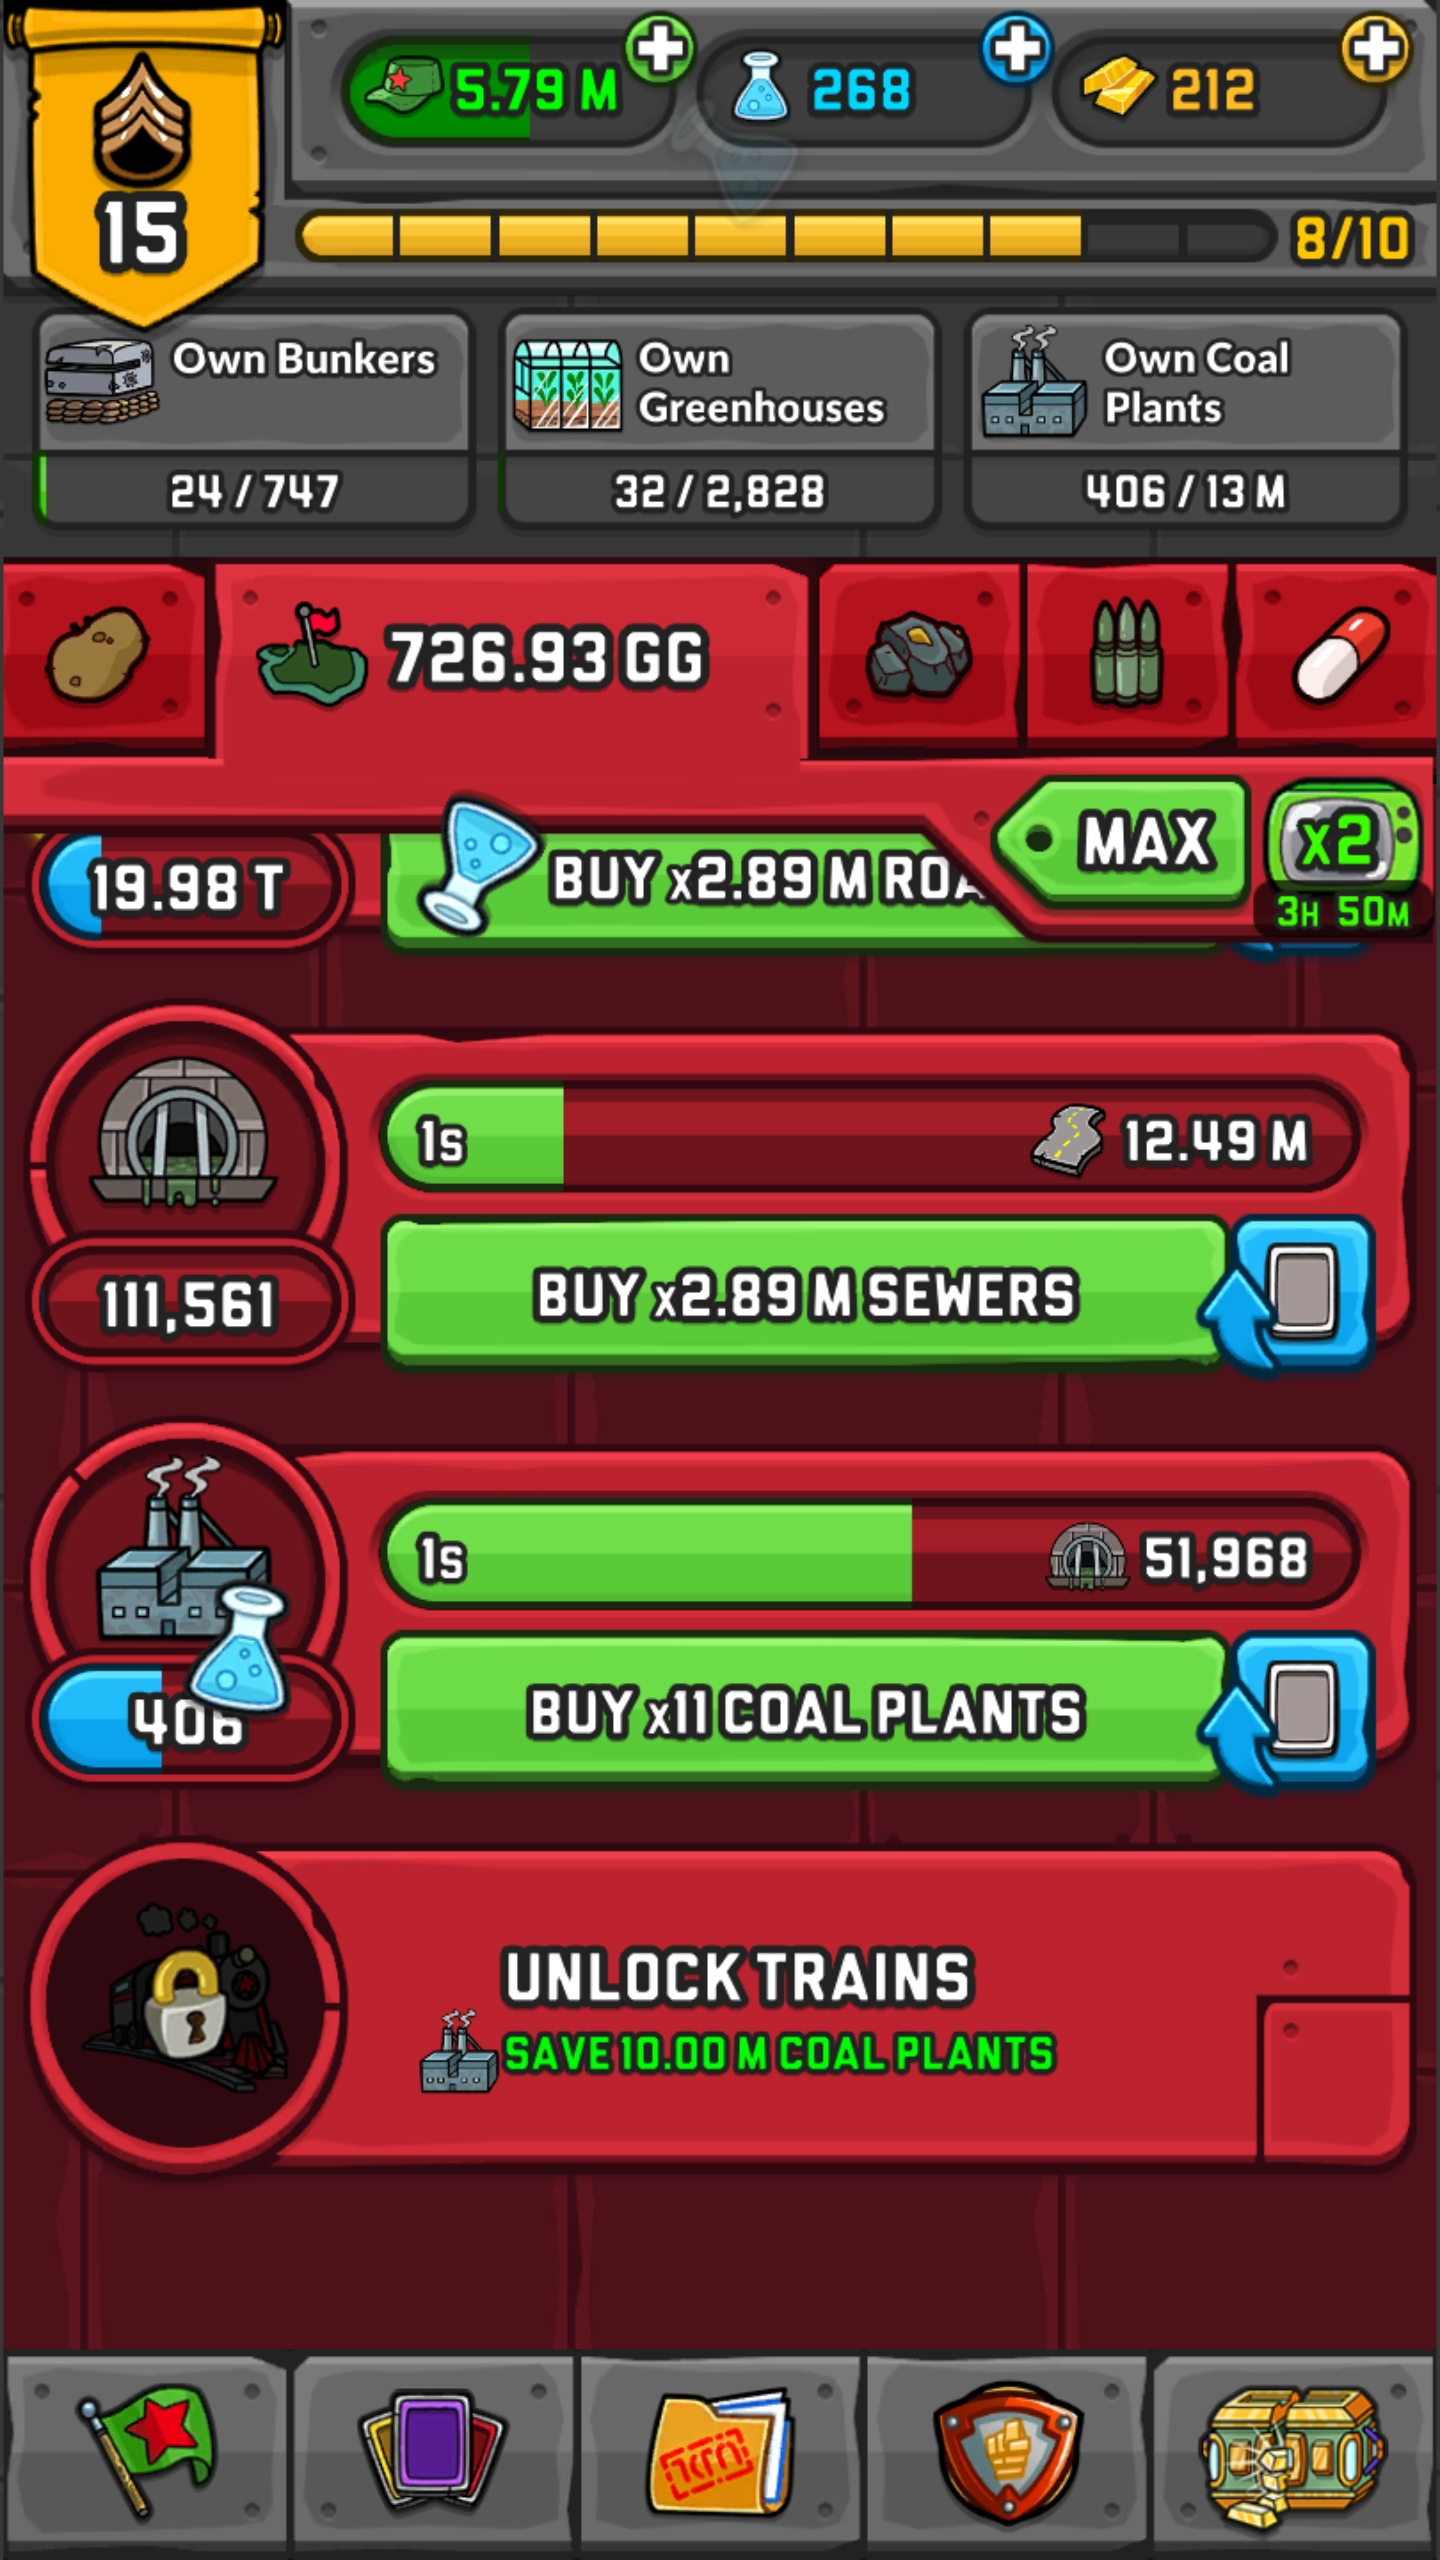 5.79 M
268
212
15
8/10
Own Bunkers
24 / 747
Own
Greenhouses
32 / 2,828
Own Coal
Plants
406 / 13 M
726.93 GG
MAX
x2
3H 50M
19.98 T
BUY x2.89 M
1s
12.49 M
111,561
BUY x2.89 M SEWERS
1s
51,968
406
BUY x11 COAL PLANTS
UNLOCK TRAINS
SAVE 10.00 M COAL PLANTS